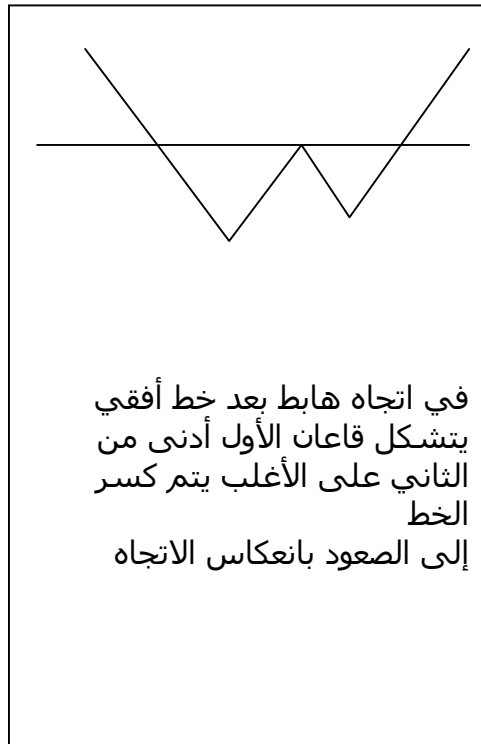 في اتجاه هابط بعد خط أفقي
يتشكل قاعان الأول أدنى من
الثاني على الأغلب يتم كسر
الخط
إلى الصعود بانعكاس الاتجاه